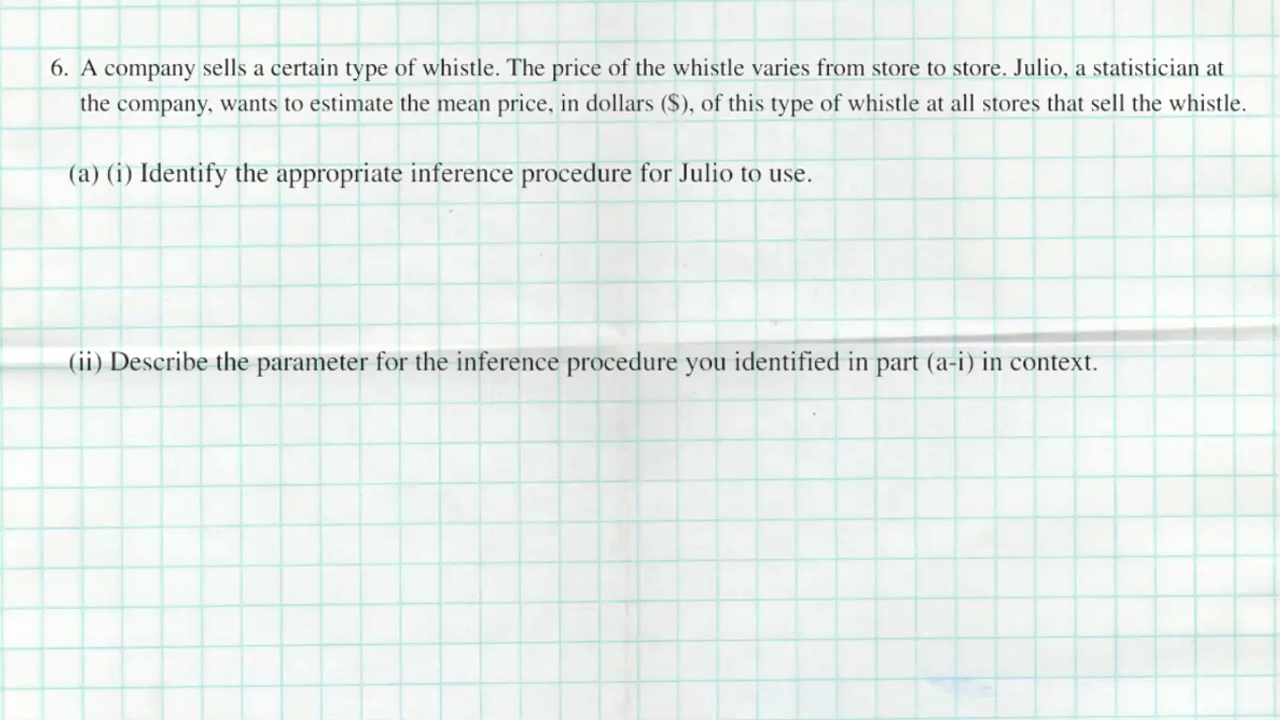 6. A company sells a certain type of whistle. The price of the whistle varies from store to store. Julio, a statistician at
the company, wants to estimate the mean price, in dollars ($), of this type of whistle at all stores that sell the whistle.
(a) (i) Identify the appropriate inference procedure for Julio to use.
(ii) Describe the parameter for the inference procedure you identified in part (a-i) in context.